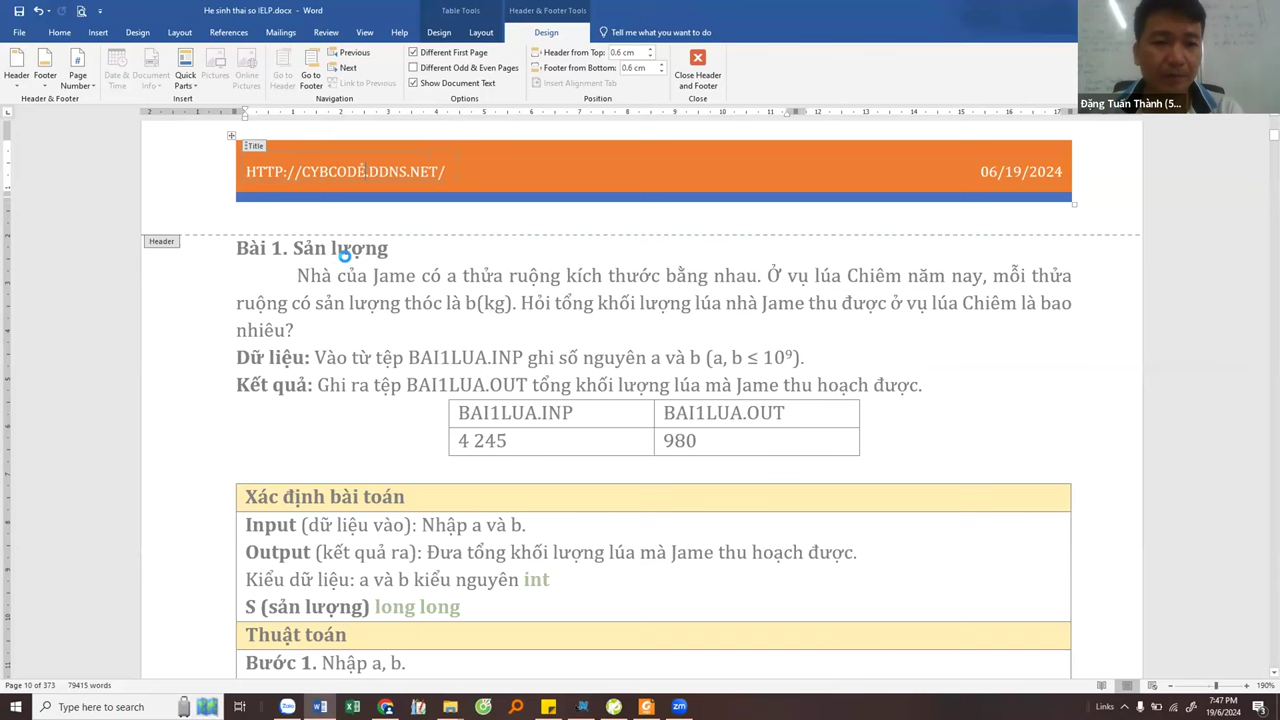 Bien che thi so iELP.docx - Word
Table Tools
Header & Footer Tools
File
Home
Insert
Design
Layout
References
Mailings
Review
View
Help
Design
Layout
Design
Tell me what you want to do
Header
Footer
Page Number
Header & Footer
Date & Time
Document Info
Quick Parts
Pictures
Online Pictures
Insert
Go to Header
Go to Footer
Previous
Next
Link to Previous
Navigation
Different First Page
Different Odd & Even Pages
Show Document Text
Options
Header from Top: 0.6 cm
Footer from Bottom: 0.6 cm
Insert Alignment Tab
Position
Close Header and Footer
Close
Đặng Tuấn Thành (5...
Title
HTTP://CYBCODE.DDNS.NET/ 06/19/2024
Header
Bài 1. Sản lượng
Nhà của Jame có a thửa ruộng kích thước bằng nhau. Ở vụ lúa Chiêm năm nay, mỗi thửa
ruộng có sản lượng thóc là b(kg). Hỏi tổng khối lượng lúa nhà Jame thu được ở vụ lúa Chiêm là bao
nhiêu?
Dữ liệu: Vào từ tệp BAI1LUA.INP ghi số nguyên a và b (a, b ≤ 10⁹).
Kết quả: Ghi ra tệp BAI1LUA.OUT tổng khối lượng lúa mà Jame thu hoạch được.
BAI1LUA.INP BAI1LUA.OUT
4 245 980
Xác định bài toán
Input (dữ liệu vào): Nhập a và b.
Output (kết quả ra): Đưa tổng khối lượng lúa mà Jame thu hoạch được.
Kiểu dữ liệu: a và b kiểu nguyên int
S (sản lượng) long long
Thuật toán
Bước 1. Nhập a, b.
Page 10 of 373 79415 words 190%
Type here to search
7:47 PM
19/6/2024